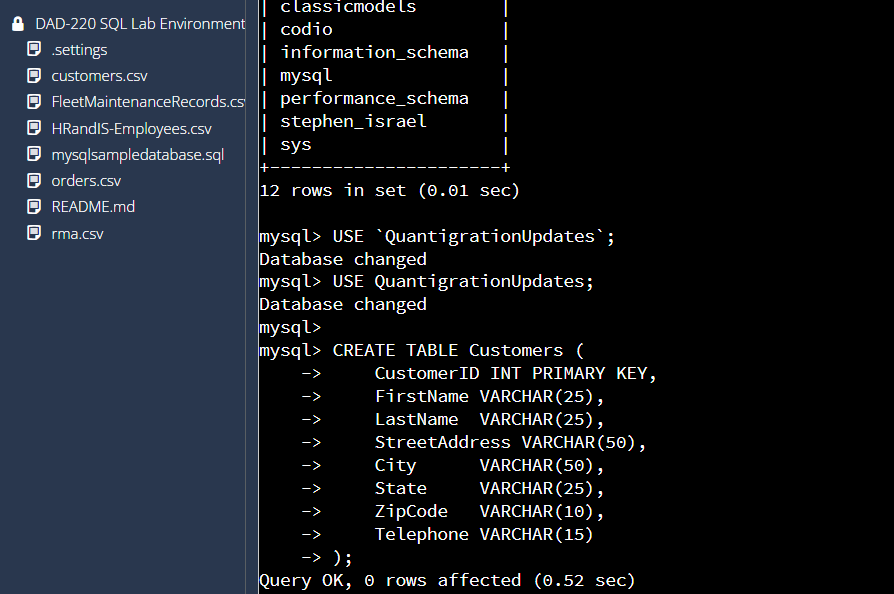 DAD-220 SQL Lab Environment
.settings
customers.csv
FleetMaintenanceRecords.csv
HRandIS-Employees.csv
mysqlsampledatabase.sql
orders.csv
README.md
rma.csv
| classicmodels        |
| codio                |
| information_schema   |
| mysql                |
| performance_schema   |
| stephen_israel       |
| sys                  |
+----------------------+
12 rows in set (0.01 sec)
mysql> USE `QuantigrationUpdates`;
Database changed
mysql> USE QuantigrationUpdates;
Database changed
mysql>
mysql> CREATE TABLE Customers (
    ->     CustomerID INT PRIMARY KEY,
    ->     FirstName VARCHAR(25),
    ->     LastName  VARCHAR(25),
    ->     StreetAddress VARCHAR(50),
    ->     City      VARCHAR(50),
    ->     State     VARCHAR(25),
    ->     ZipCode   VARCHAR(10),
    ->     Telephone VARCHAR(15)
    -> );
Query OK, 0 rows affected (0.52 sec)